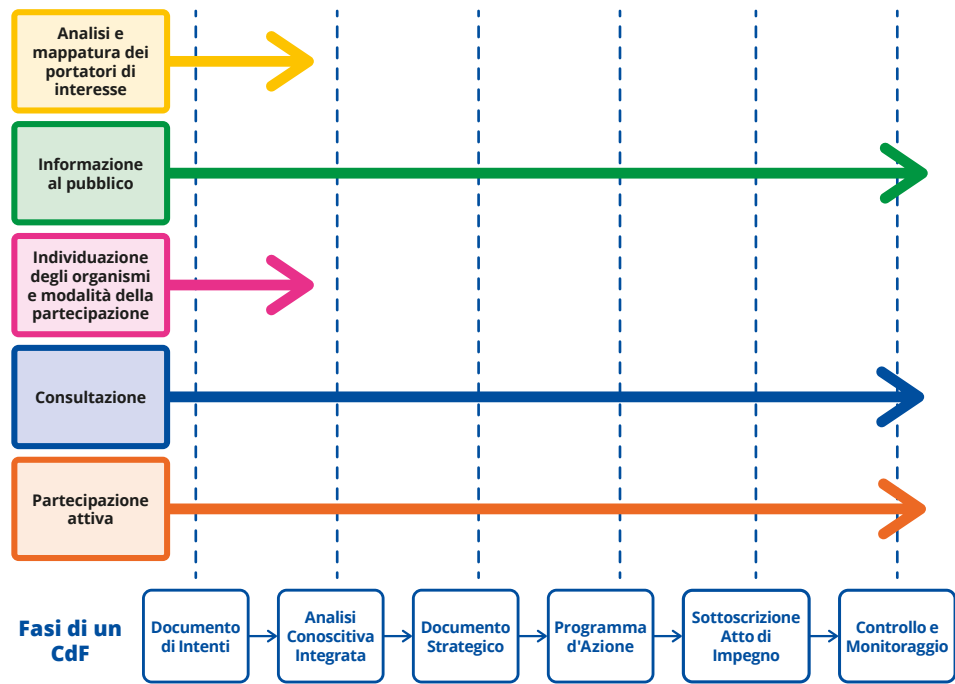 Analisi e
mappatura dei
portatori di
interesse
Informazione
al pubblico
Individuazione
degli organismi
e modalità della
partecipazione
Consultazione
Partecipazione
attiva
Fasi di un
CdF
Documento
di Intenti
Analisi
Conoscitiva
Integrata
Documento
Strategico
Programma
d'Azione
Sottoscrizione
Atto di
Impegno
Controllo e
Monitoraggio